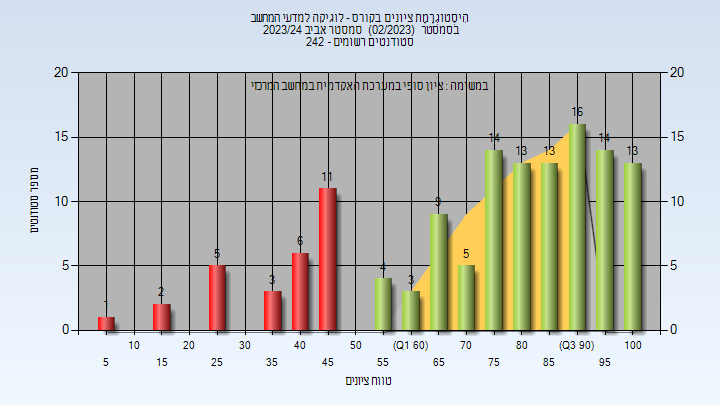 היסטוגרמת ציונים בקורס - לוגיקה למדעי המחשב
בסמסטר (02/2023) סמסטר אביב 2023/24
סטודנטים רשומים - 242
במשימה : ציון סופי במערכת האקדמית במחשב המרכזי
מספר סטודנטים
20 20
15 15
10 10
5 5
0 0
1 2 5 3 6 11 4 3 9 5 14 13 13 16 14 13
10 20 30 40 50 (Q1 60) 70 80 (Q3 90) 100
5 15 25 35 45 55 65 75 85 95
טווח ציונים